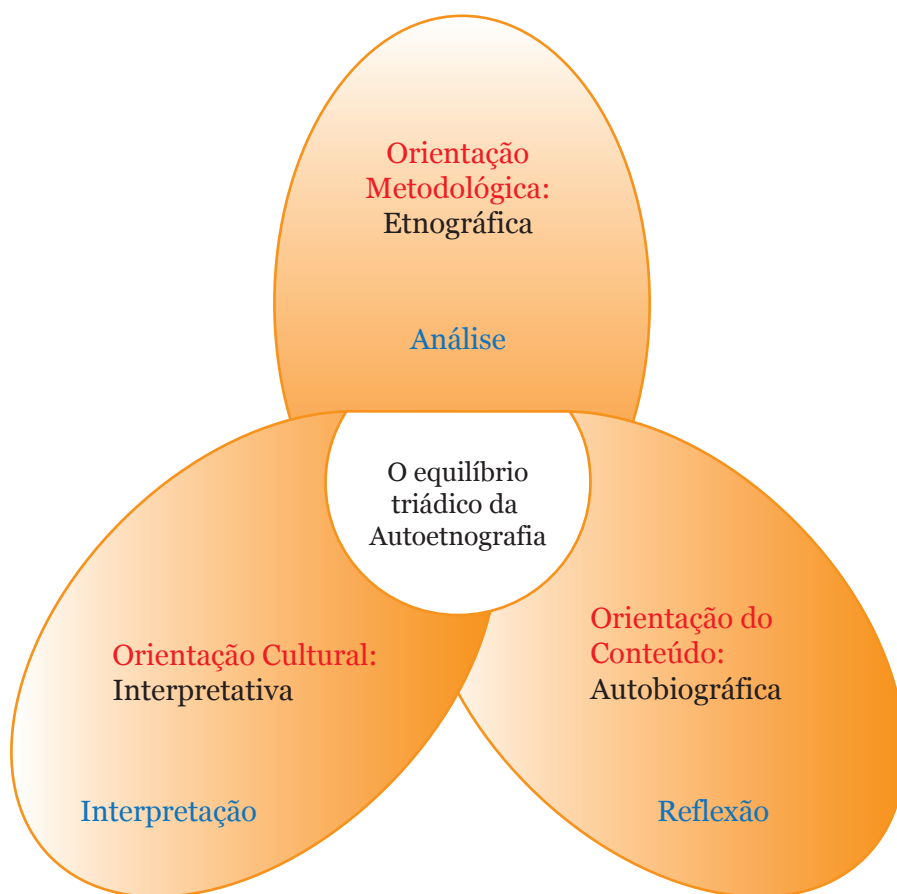 Orientação
Metodológica:
Etnográfica
Análise
O equilíbrio
triádico da
Autoetnografia
Orientação Cultural:
Interpretativa
Interpretação
Orientação do
Conteúdo:
Autobiográfica
Reflexão